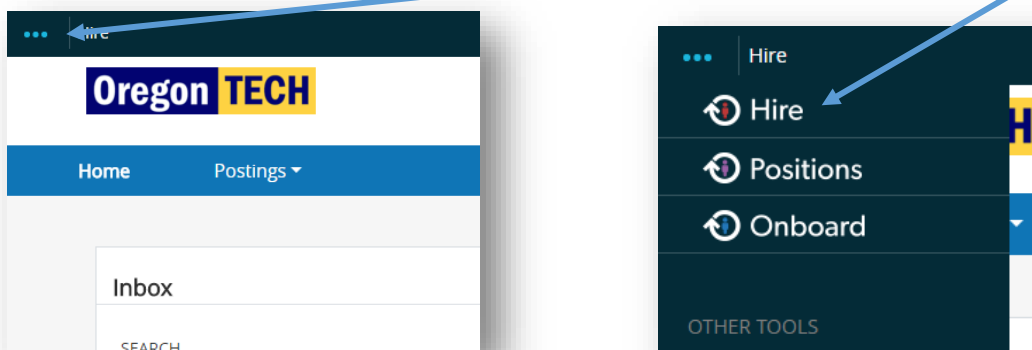 Hire
Oregon TECH
Home Postings
Inbox
SEARCH
Hire
Hire
Positions
Onboard
OTHER TOOLS
H